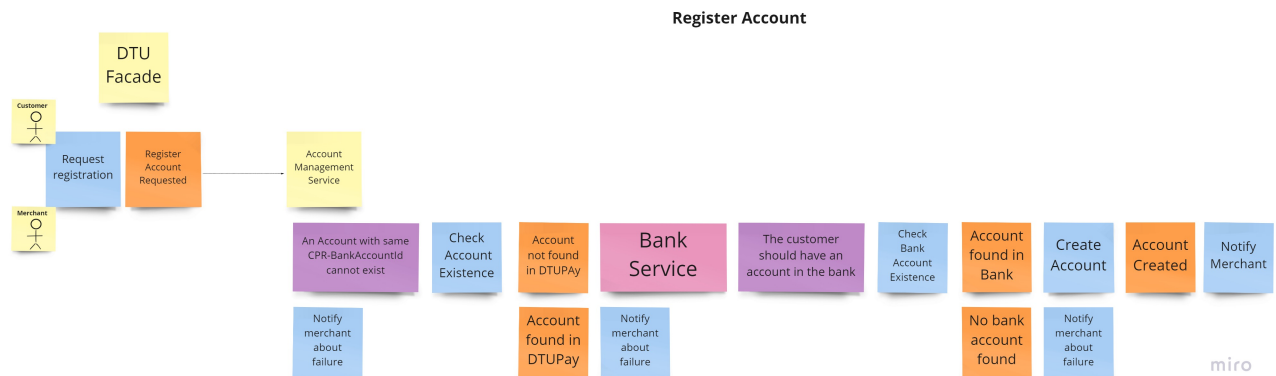 Register Account
DTU
Facade
Customer
Request
registration
Register
Account
Requested
Account
Management
Service
Merchant
An Account with same
CPR-BankAccountId
cannot exist
Check
Account
Existence
Account
not found
in DTUPAy
Bank
Service
The customer
should have an
account in the bank
Check
Bank
Account
Existence
Account
found in
Bank
Create
Account
Account
Created
Notify
Merchant
Notify
merchant
about
failure
Account
found in
DTUPay
Notify
merchant
about
failure
No bank
account
found
Notify
merchant
about
failure
miro